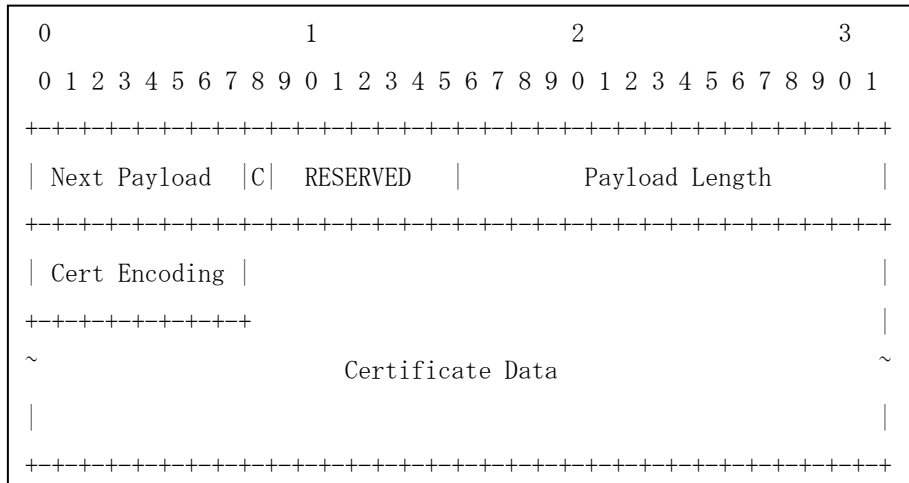 0                   1                   2                   3
0 1 2 3 4 5 6 7 8 9 0 1 2 3 4 5 6 7 8 9 0 1 2 3 4 5 6 7 8 9 0 1
+-+-+-+-+-+-+-+-+-+-+-+-+-+-+-+-+-+-+-+-+-+-+-+-+-+-+-+-+-+-+-+-+
| Next Payload  |C|  RESERVED   |         Payload Length        |
+-+-+-+-+-+-+-+-+-+-+-+-+-+-+-+-+-+-+-+-+-+-+-+-+-+-+-+-+-+-+-+-+
| Cert Encoding |                                               |
+-+-+-+-+-+-+-+-+                                               |
~                       Certificate Data                        ~
|                                                               |
+-+-+-+-+-+-+-+-+-+-+-+-+-+-+-+-+-+-+-+-+-+-+-+-+-+-+-+-+-+-+-+-+